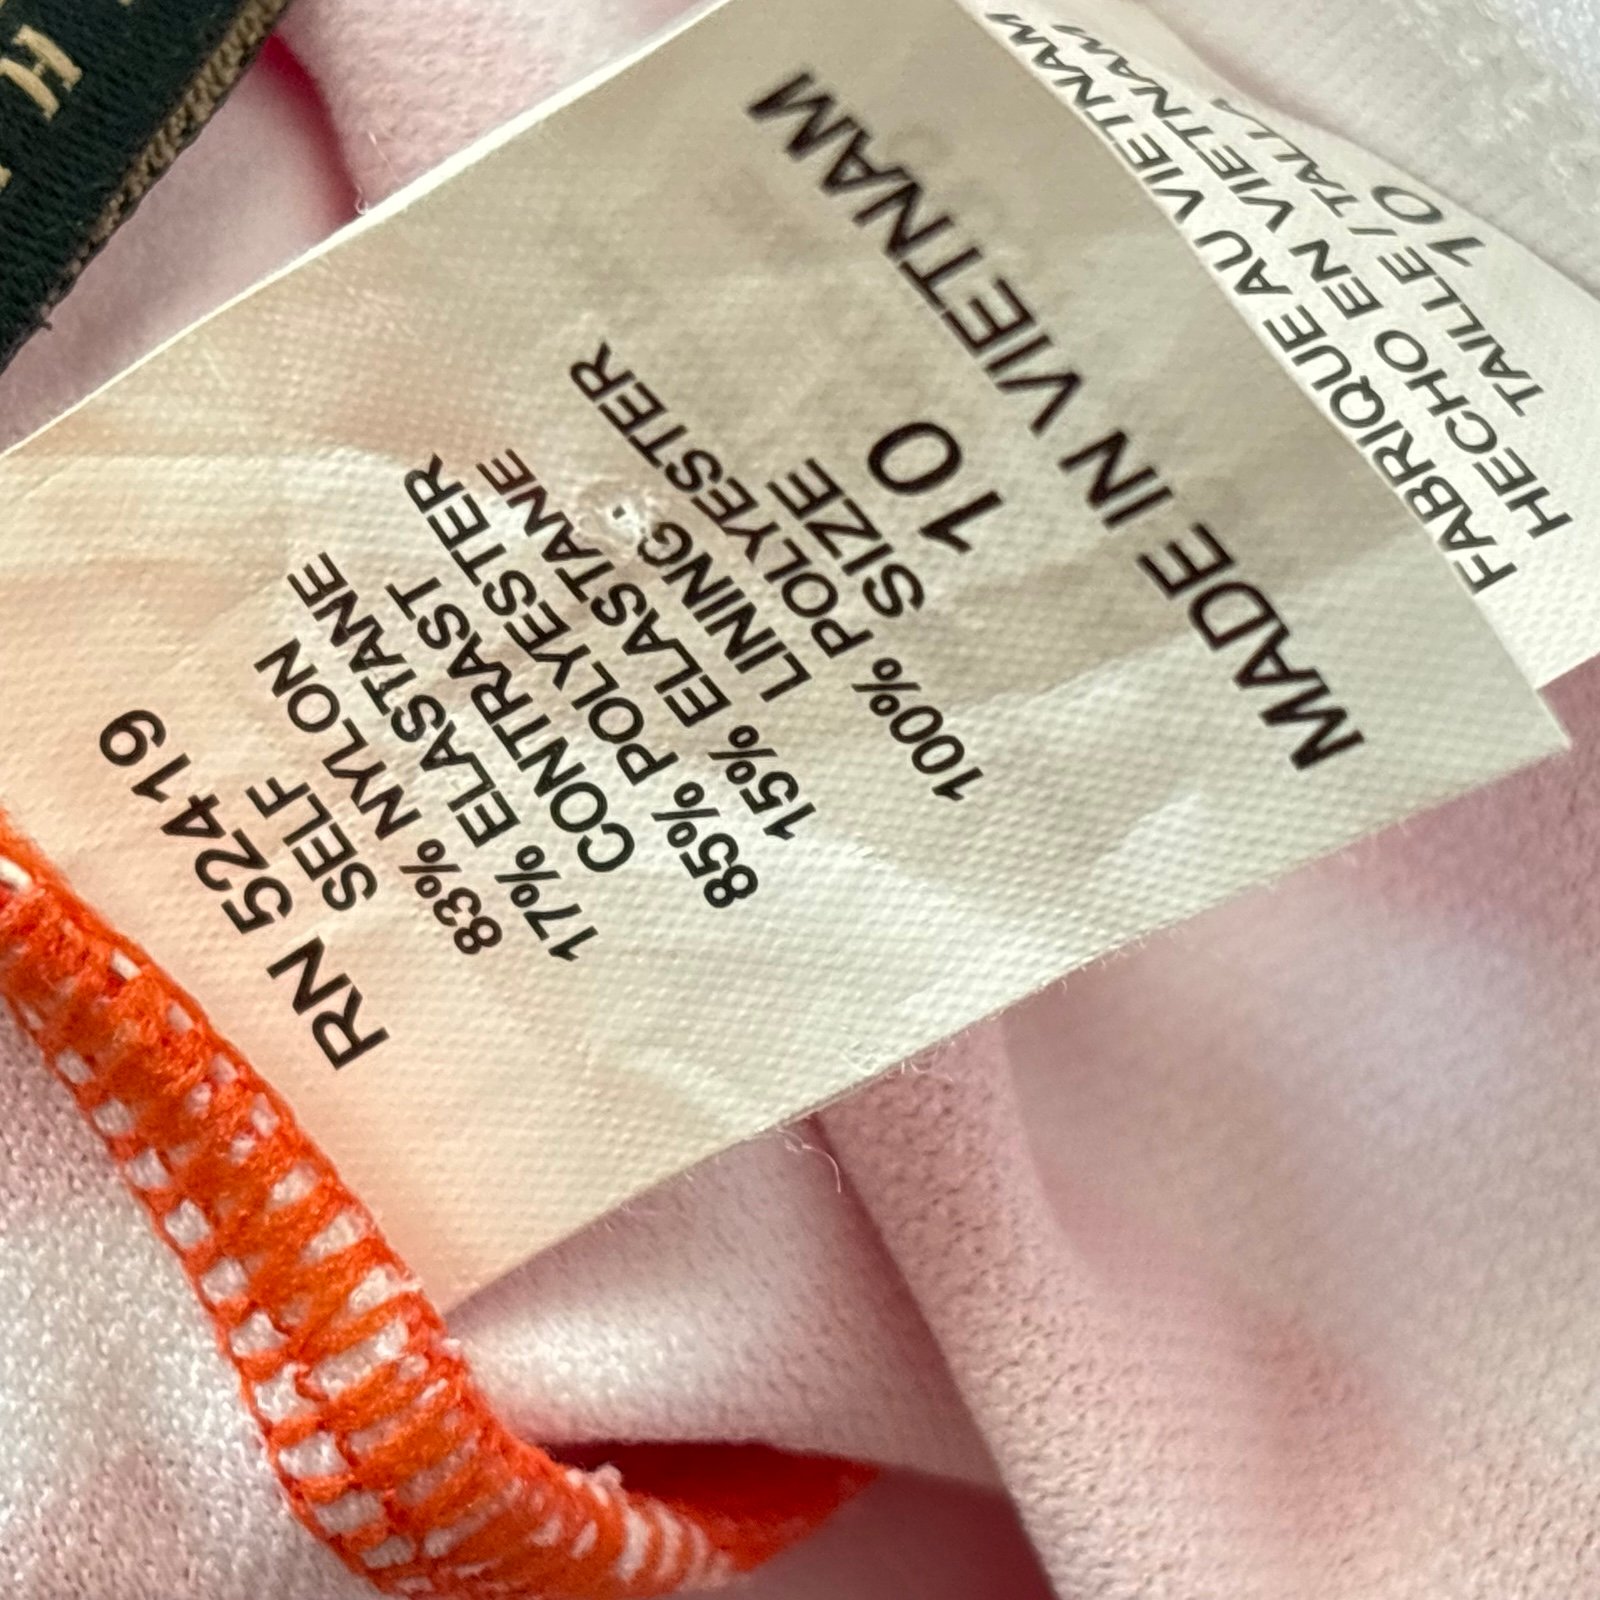 H
RN 52419
SELF
83% NYLON
17% ELASTANE
CONTRAST
85% POLYESTER
15% ELASTANE
LINING:
100% POLYESTER
SIZE
10
MADE IN VIETNAM
FABRIQUE AU VIETNAM
HECHO EN VIETNAM
TAILLE/TALLA
10